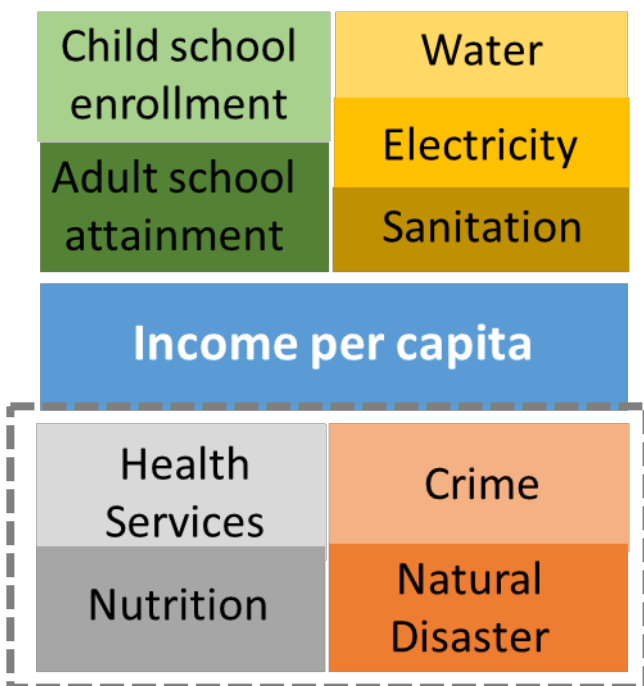 Child school
enrollment
Adult school
attainment
Water
Electricity
Sanitation
Income per capita
Health
Services
Nutrition
Crime
Natural
Disaster